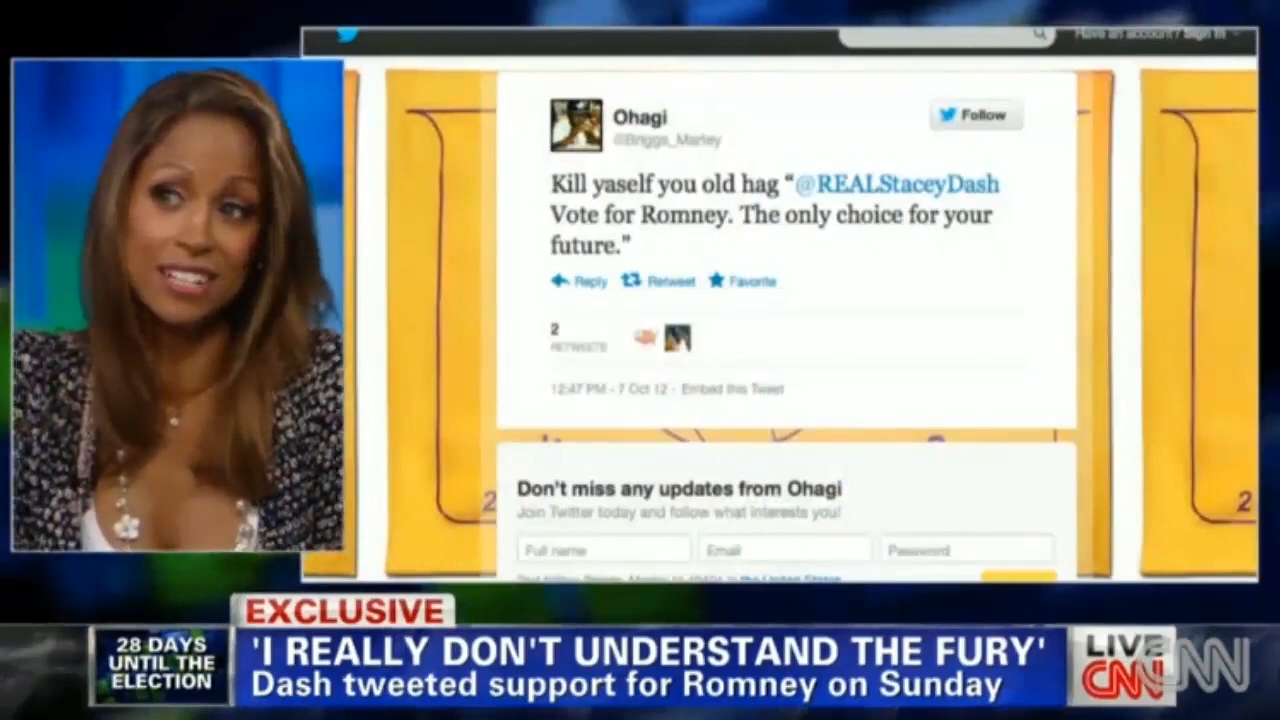 Have an account? Sign in
Ohagi
@Briggs_Marley
Follow
Kill yaself you old hag “@REALStaceyDash
Vote for Romney. The only choice for your
future.”
Reply Retweet Favorite
2
RETWEETS
12:47 PM - 7 Oct 12 · Embed this Tweet
2
2
Don't miss any updates from Ohagi
Join Twitter today and follow what interests you!
Full name Email Password
EXCLUSIVE
28 DAYS
UNTIL THE
ELECTION
'I REALLY DON'T UNDERSTAND THE FURY'
Dash tweeted support for Romney on Sunday
LIVE
CNN
CNN